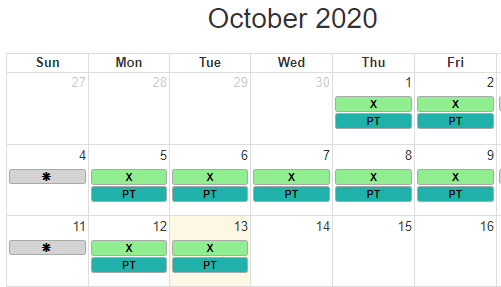 October 2020
Sun Mon Tue Wed Thu Fri
27 28 29 30 1 2
X X
PT PT
4 5 6 7 8 9
⁕ X X X X X
PT PT PT PT PT
11 12 13 14 15 16
⁕ X X
PT PT